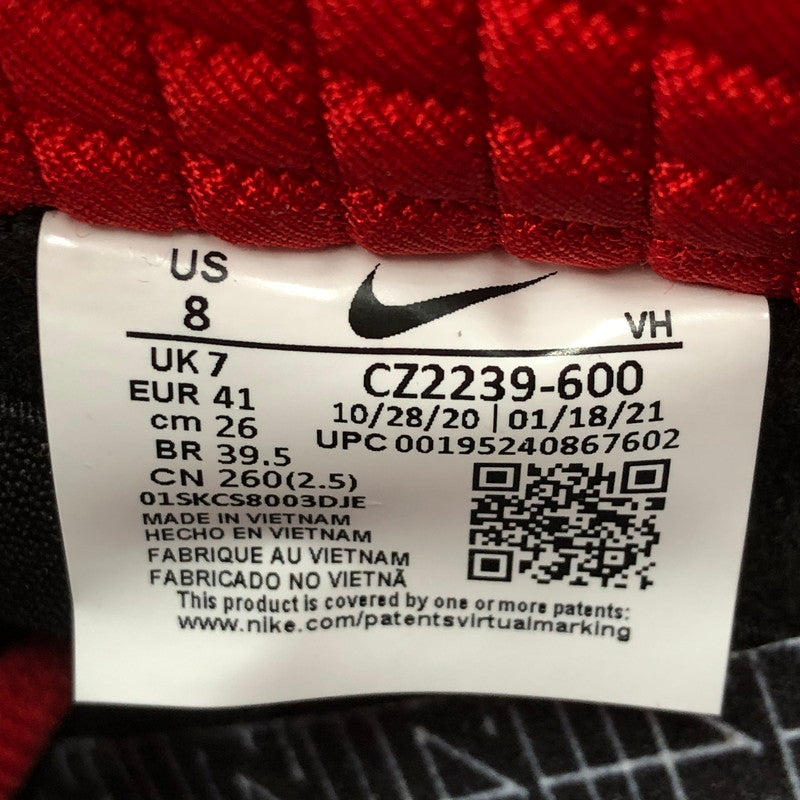 US
8
VH
UK 7
EUR 41
cm 26
BR 39.5
CN 260(2.5)
01SKCS8003DJE
CZ2239-600
10/28/20 | 01/18/21
UPC 00195240867602
MADE IN VIETNAM
HECHO EN VIETNAM
FABRIQUE AU VIETNAM
FABRICADO NO VIETNÃ
This product is covered by one or more patents:
www.nike.com/patentsvirtualmarking